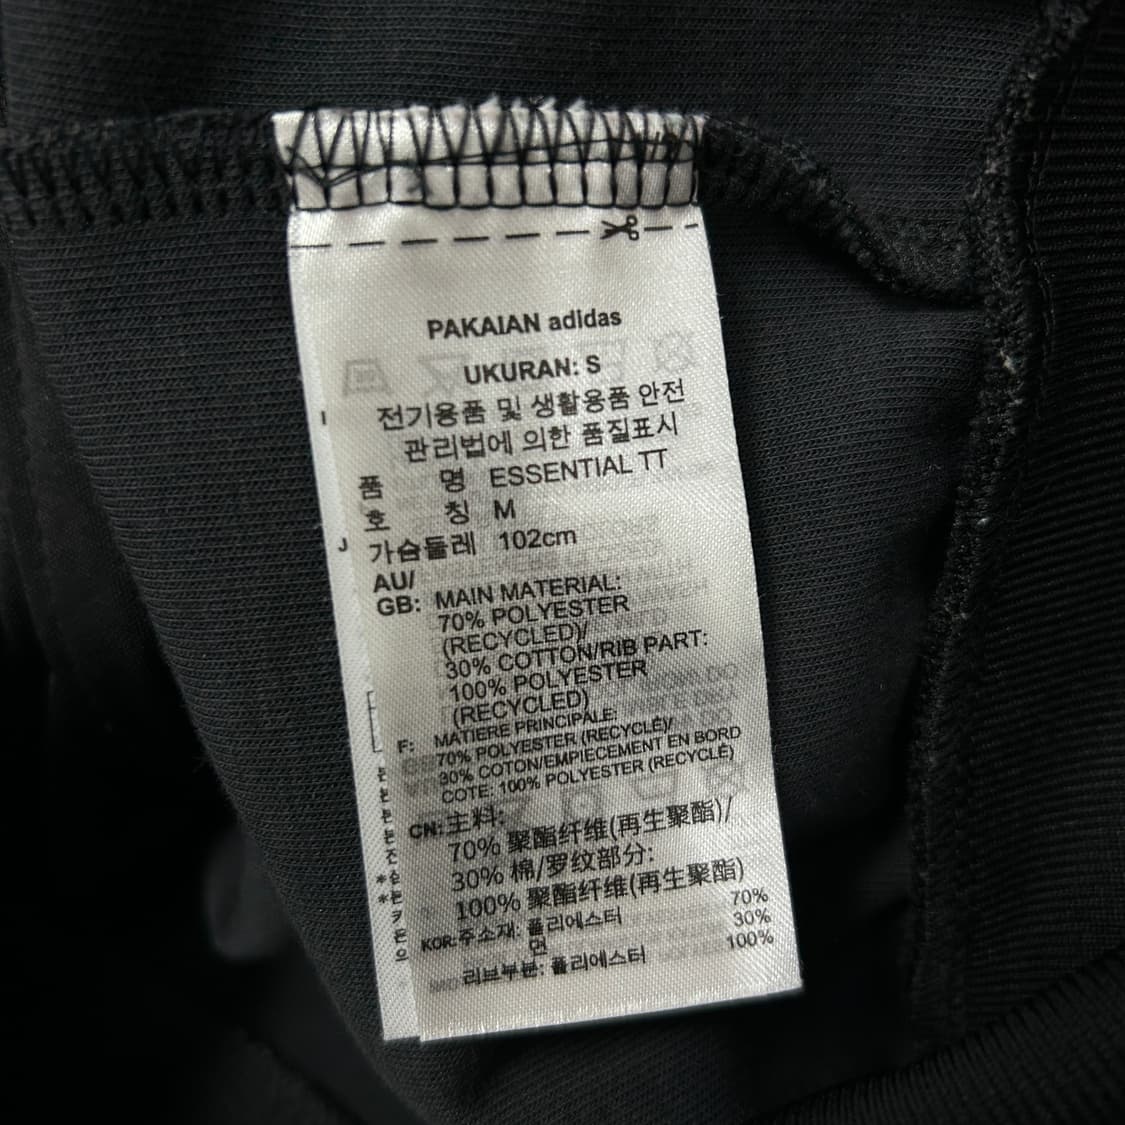 PAKAIAN adidas
UKURAN: S
전기용품 및 생활용품 안전
관리법에 의한 품질표시
품 명 ESSENTIAL TT
호 칭 M
가슴둘레 102cm
AU/
GB: MAIN MATERIAL:
70% POLYESTER
(RECYCLED)/
30% COTTON/RIB PART:
100% POLYESTER
(RECYCLED)
F: MATIERE PRINCIPALE:
70% POLYESTER (RECYCLÉ)/
30% COTON/EMPIECEMENT EN BORD
COTE: 100% POLYESTER (RECYCLÉ)
CN: 主料:
70% 聚酯纤维(再生聚酯)/
30% 棉/罗纹部分:
100% 聚酯纤维(再生聚酯)
KOR: 주소재: 폴리에스터 70%
면 30%
리브부분: 폴리에스터 100%